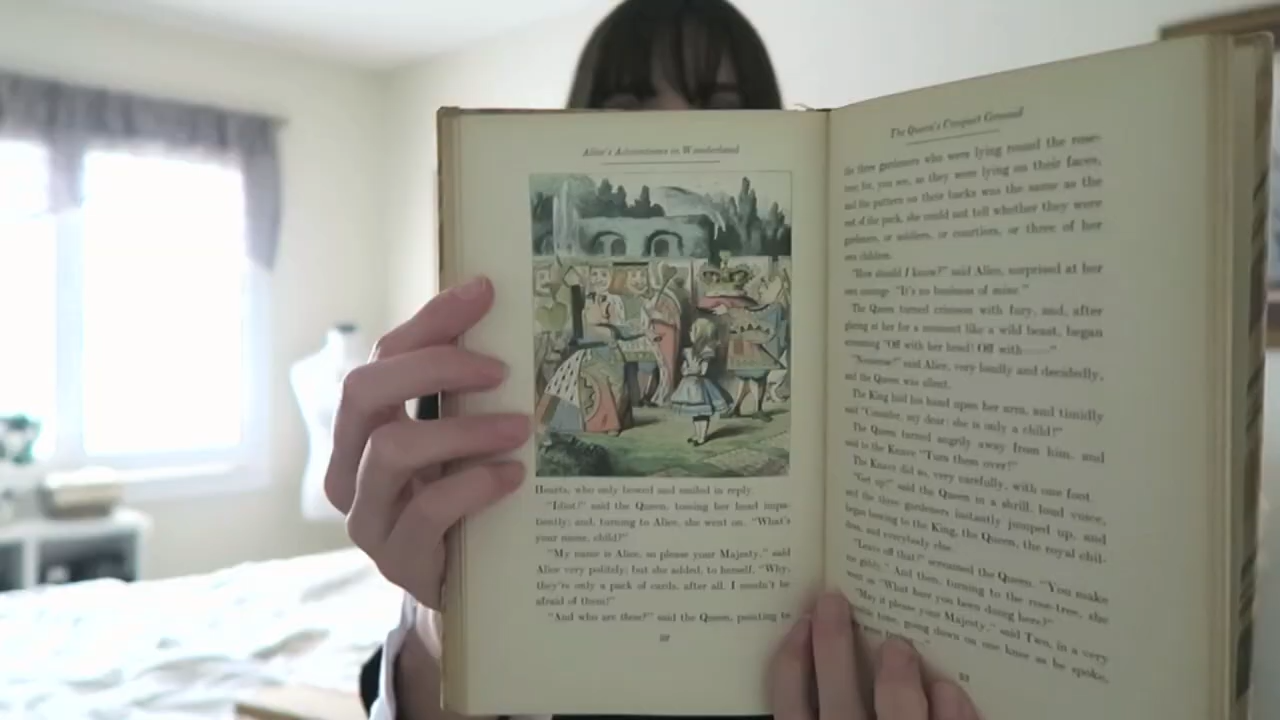 Alice's Adventures in Wonderland
Hearts, who only bowed and smiled in reply.
"Idiot!" said the Queen, tossing her head impa-
tiently; and, turning to Alice, she went on. "What's
your name, child?"
"My name is Alice, so please your Majesty," said
Alice very politely; but she added, to herself, "Why,
they're only a pack of cards, after all. I needn't be
afraid of them!"
"And who are these?" said the Queen, pointing to
The Queen's Croquet Ground
the three gardeners who were lying round the rose-
tree; for, you see, as they were lying on their faces,
and the pattern on their backs was the same as the
rest of the pack, she could not tell whether they were
gardeners, or soldiers, or courtiers, or three of her
own children.
"How should I know?" said Alice, surprised at her
own courage. "It's no business of mine."
The Queen turned crimson with fury, and, after
glaring at her for a moment like a wild beast, began
screaming "Off with her head! Off with——"
"Nonsense!" said Alice, very loudly and decidedly,
and the Queen was silent.
The King laid his hand upon her arm, and timidly
said "Consider, my dear: she is only a child!"
The Queen turned angrily away from him, and
said to the Knave "Turn them over!"
The Knave did so, very carefully, with one foot.
"Get up!" said the Queen in a shrill, loud voice,
and the three gardeners instantly jumped up, and
began bowing to the King, the Queen, the royal chil-
dren, and everybody else.
"Leave off that!" screamed the Queen. "You make
me giddy." And then, turning to the rose-tree, she
went on "What have you been doing here?"
"May it please your Majesty," said Two, in a very
tone, going down on one knee as he spoke,
were